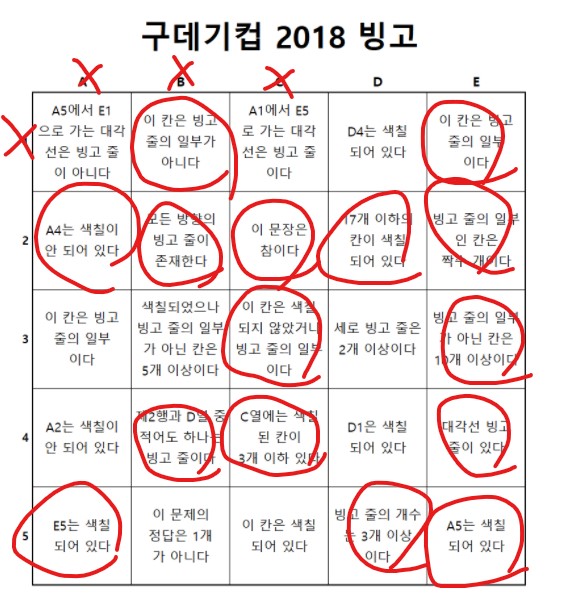 구데기컵 2018 빙고
A B C D E
A5에서 E1
으로 가는 대각
선은 빙고 줄
이 아니다
이 칸은 빙고
줄의 일부가
아니다
A1에서 E5
로 가는 대각
선은 빙고 줄
이다
D4는 색칠
되어 있다
이 칸은 빙고
줄의 일부
이다
2
A4는 색칠이
안 되어 있다
모든 방향의
빙고 줄이
존재한다
이 문장은
참이다
17개 이하의
칸이 색칠
되어 있다
빙고 줄의 일부
인 칸은
짝수 개이다
3
이 칸은 빙고
줄의 일부
이다
색칠되었으나
빙고 줄의 일부
가 아닌 칸은
5개 이상이다
이 칸은 색칠
되지 않았거나
빙고 줄의 일부
이다
세로 빙고 줄은
2개 이상이다
빙고 줄의 일부
가 아닌 칸은
10개 이상이다
4
A2는 색칠이
안 되어 있다
제2행과 D열 중
적어도 하나는
빙고 줄이다
C열에는 색칠
된 칸이
3개 이하 있다
D1은 색칠
되어 있다
대각선 빙고
줄이 있다
5
E5는 색칠
되어 있다
이 문제의
정답은 1개
가 아니다
이 칸은 색칠
되어 있다
빙고 줄의 개수
는 3개 이상
이다
A5는 색칠
되어 있다